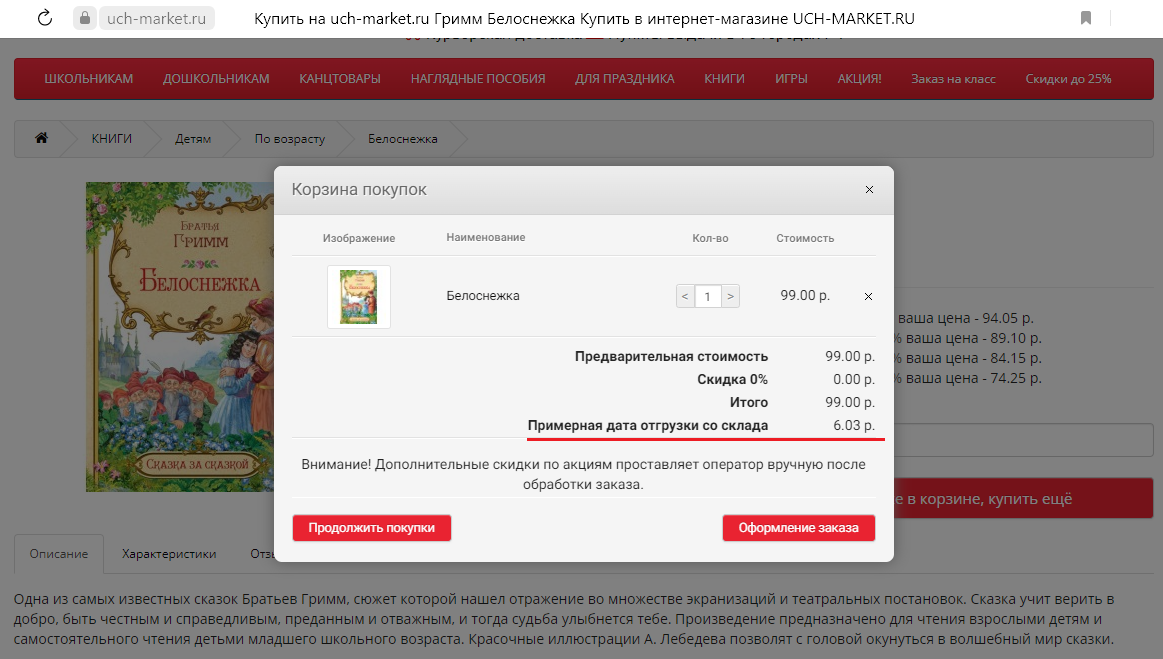 uch-market.ru Купить на uch-market.ru Гримм Белоснежка Купить в интернет-магазине UCH-MARKET.RU
ШКОЛЬНИКАМ ДОШКОЛЬНИКАМ КАНЦТОВАРЫ НАГЛЯДНЫЕ ПОСОБИЯ ДЛЯ ПРАЗДНИКА КНИГИ ИГРЫ АКЦИЯ! Заказ на класс Скидки до 25%
КНИГИ Детям По возрасту Белоснежка
БРАТЬЯ
ГРИММ
БЕЛОСНЕЖКА
СКАЗКА ЗА СКАЗКОЙ
Корзина покупок ×
Изображение Наименование Кол-во Стоимость
БЕЛОСНЕЖКА
Белоснежка < 1 > 99.00 р. ×
Предварительная стоимость 99.00 р.
Скидка 0% 0.00 р.
Итого 99.00 р.
Примерная дата отгрузки со склада 6.03 р.
Внимание! Дополнительные скидки по акциям проставляет оператор вручную после
обработки заказа.
Продолжить покупки Оформление заказа
ваша цена - 94.05 р.
% ваша цена - 89.10 р.
% ваша цена - 84.15 р.
% ваша цена - 74.25 р.
е в корзине, купить ещё
Описание Характеристики Отз
Одна из самых известных сказок Братьев Гримм, сюжет которой нашел отражение во множестве экранизаций и театральных постановок. Сказка учит верить в
добро, быть честным и справедливым, преданным и отважным, и тогда судьба улыбнется тебе. Произведение предназначено для чтения взрослыми детям и
самостоятельного чтения детьми младшего школьного возраста. Красочные иллюстрации А. Лебедева позволят с головой окунуться в волшебный мир сказки.